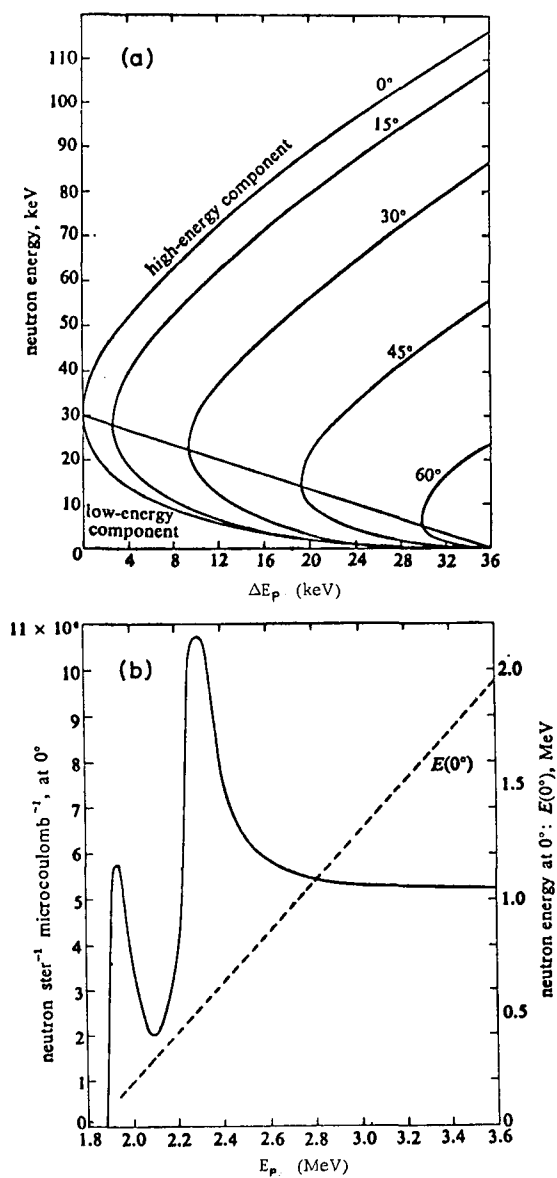 (a)
110
100
90
80
70
60
50
40
30
20
10
0
neutron energy, keV
high-energy component
low-energy
component
0°
15°
30°
45°
60°
0 4 8 12 16 20 24 28 32 36
ΔEp (keV)
(b)
11 × 10⁶
10
9
8
7
6
5
4
3
2
1
0
neutron ster⁻¹ microcoulomb⁻¹, at 0°
E(0°)
2.0
1.5
1.0
0.5
0
neutron energy at 0°: E(0°), MeV
1.8 2.0 2.2 2.4 2.6 2.8 3.0 3.2 3.4 3.6
Ep (MeV)